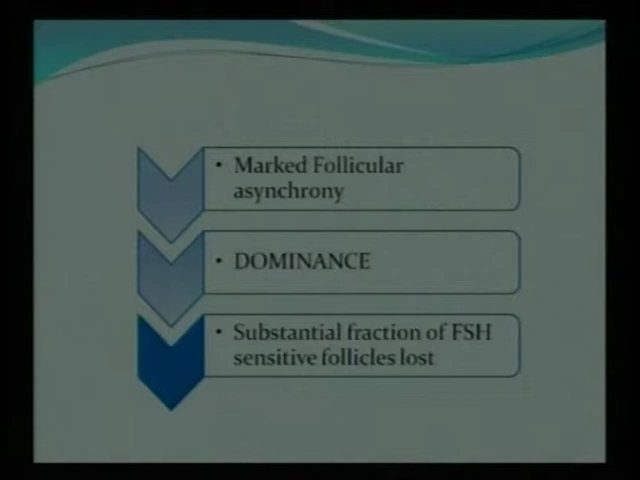 • Marked Follicular
asynchrony
• DOMINANCE
• Substantial fraction of FSH
sensitive follicles lost